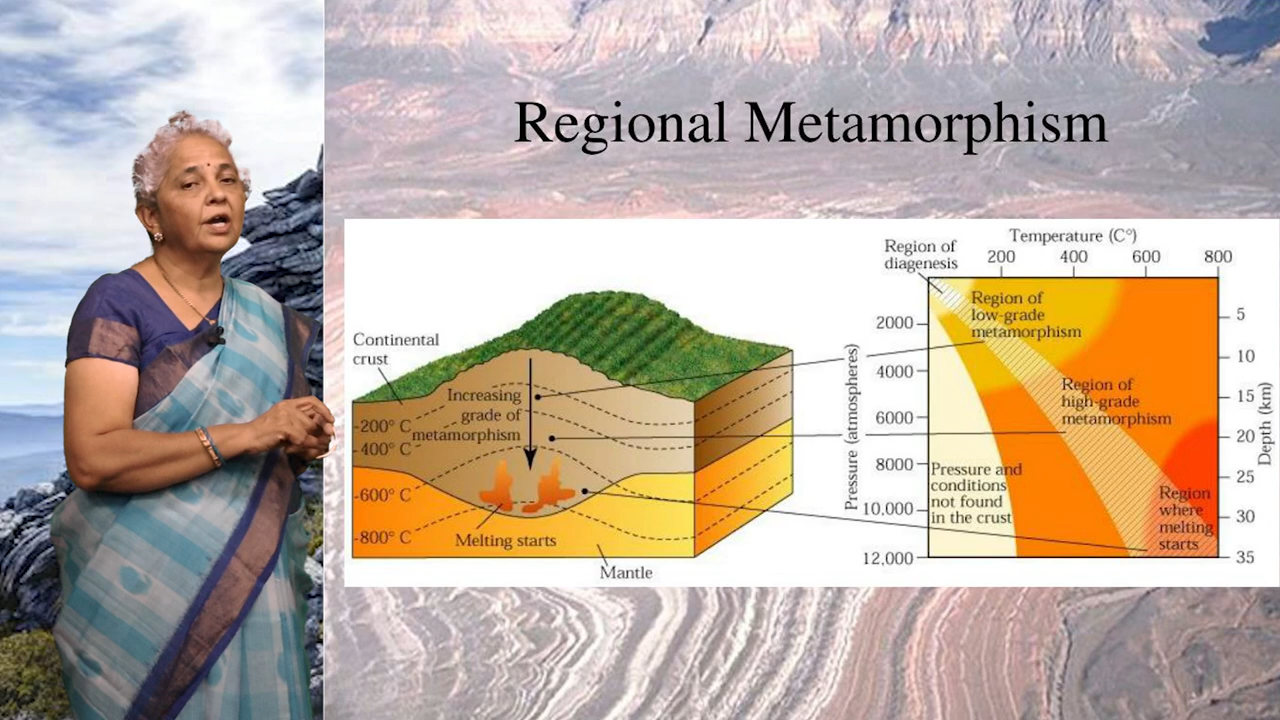 Regional Metamorphism
Continental
crust
Increasing
grade of
metamorphism
-200° C
-400° C
-600° C
-800° C
Melting starts
Mantle
Temperature (C°)
200 400 600 800
Region of
diagenesis
Region of
low-grade
metamorphism
Region of
high-grade
metamorphism
Pressure and
conditions
not found
in the crust
Region
where
melting
starts
Pressure (atmospheres)
2000
4000
6000
8000
10,000
12,000
5
10
15
20
25
30
35
Depth (km)